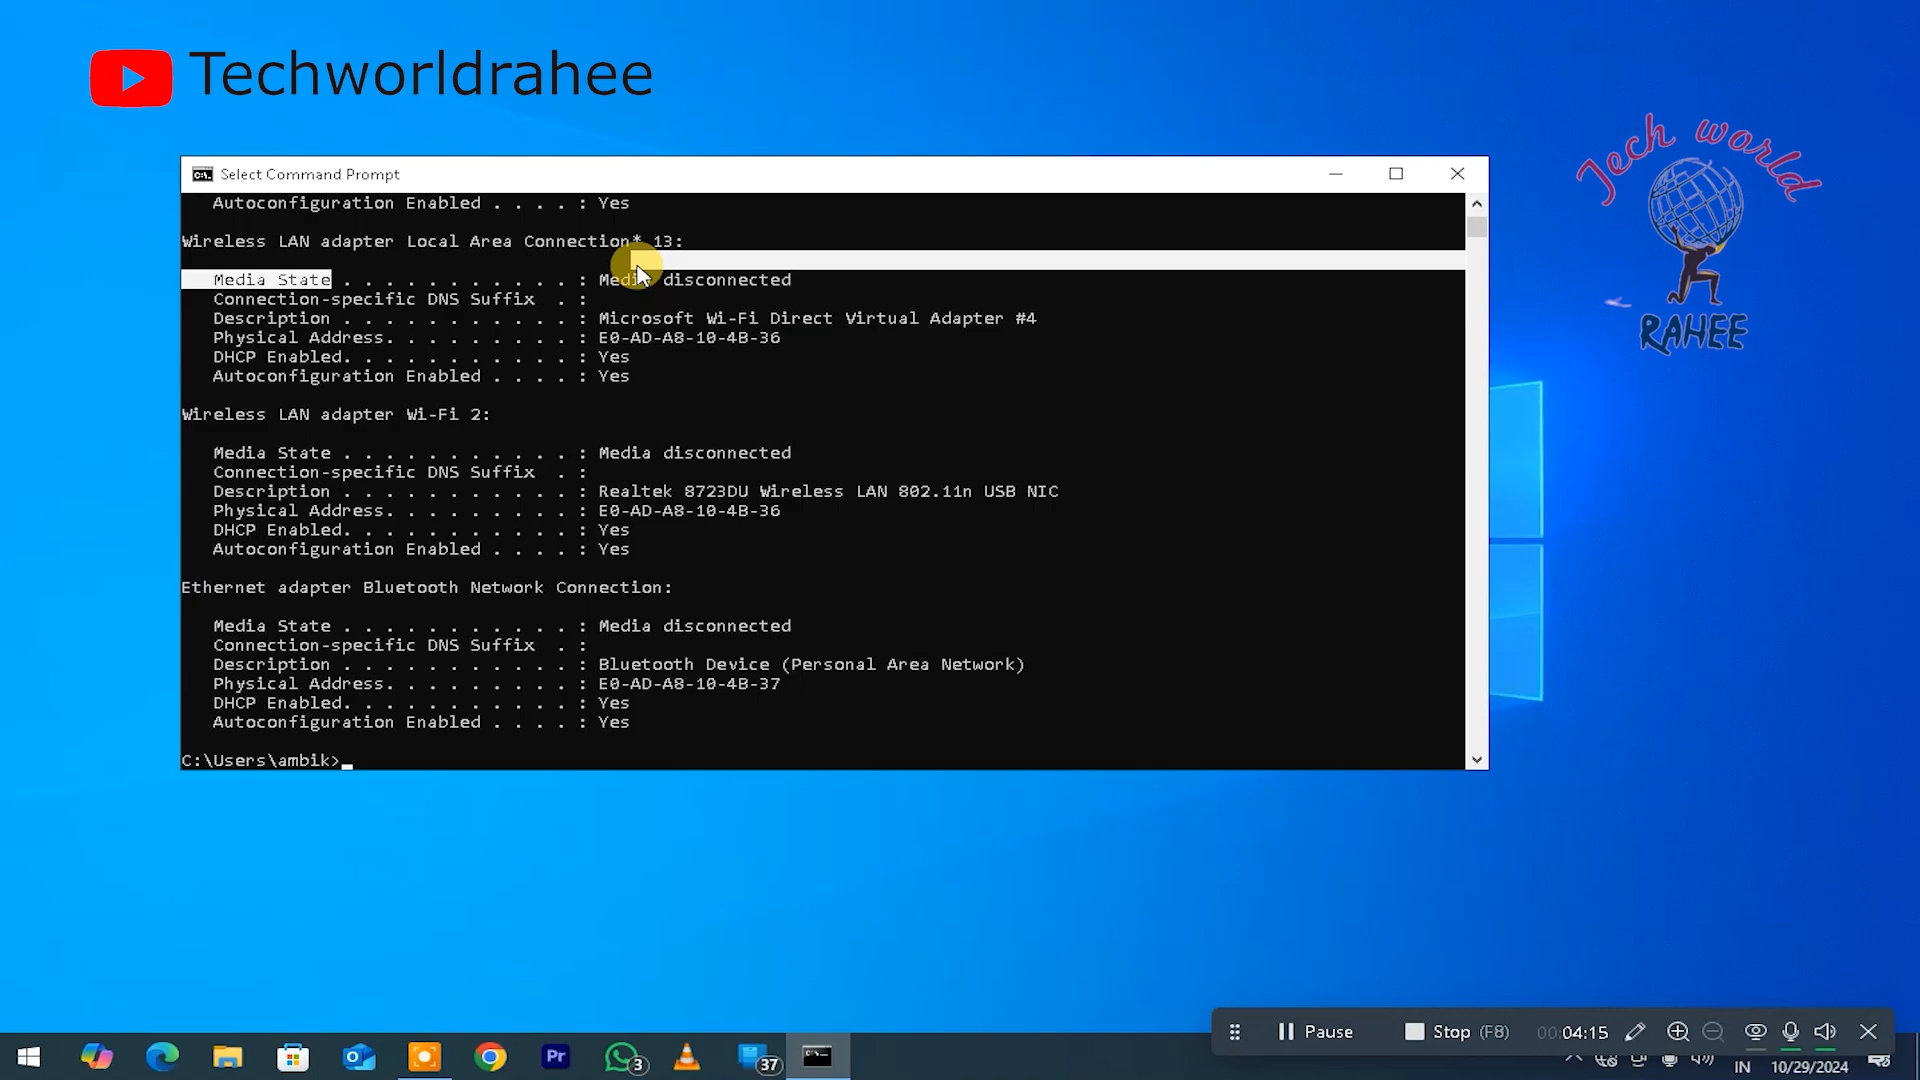 Techworldrahee
Tech world
RAHEE
Select Command Prompt
Autoconfiguration Enabled . . . . : Yes
Wireless LAN adapter Local Area Connection* 13:
Media State . . . . . . . . . . . : Media disconnected
Connection-specific DNS Suffix  . :
Description . . . . . . . . . . . : Microsoft Wi-Fi Direct Virtual Adapter #4
Physical Address. . . . . . . . . : E0-AD-A8-10-4B-36
DHCP Enabled. . . . . . . . . . . : Yes
Autoconfiguration Enabled . . . . : Yes
Wireless LAN adapter Wi-Fi 2:
Media State . . . . . . . . . . . : Media disconnected
Connection-specific DNS Suffix  . :
Description . . . . . . . . . . . : Realtek 8723DU Wireless LAN 802.11n USB NIC
Physical Address. . . . . . . . . : E0-AD-A8-10-4B-36
DHCP Enabled. . . . . . . . . . . : Yes
Autoconfiguration Enabled . . . . : Yes
Ethernet adapter Bluetooth Network Connection:
Media State . . . . . . . . . . . : Media disconnected
Connection-specific DNS Suffix  . :
Description . . . . . . . . . . . : Bluetooth Device (Personal Area Network)
Physical Address. . . . . . . . . : E0-AD-A8-10-4B-37
DHCP Enabled. . . . . . . . . . . : Yes
Autoconfiguration Enabled . . . . : Yes
C:\Users\ambik>
Pause Stop (F8) 00:04:15
Pr 3 37 IN 10/29/2024